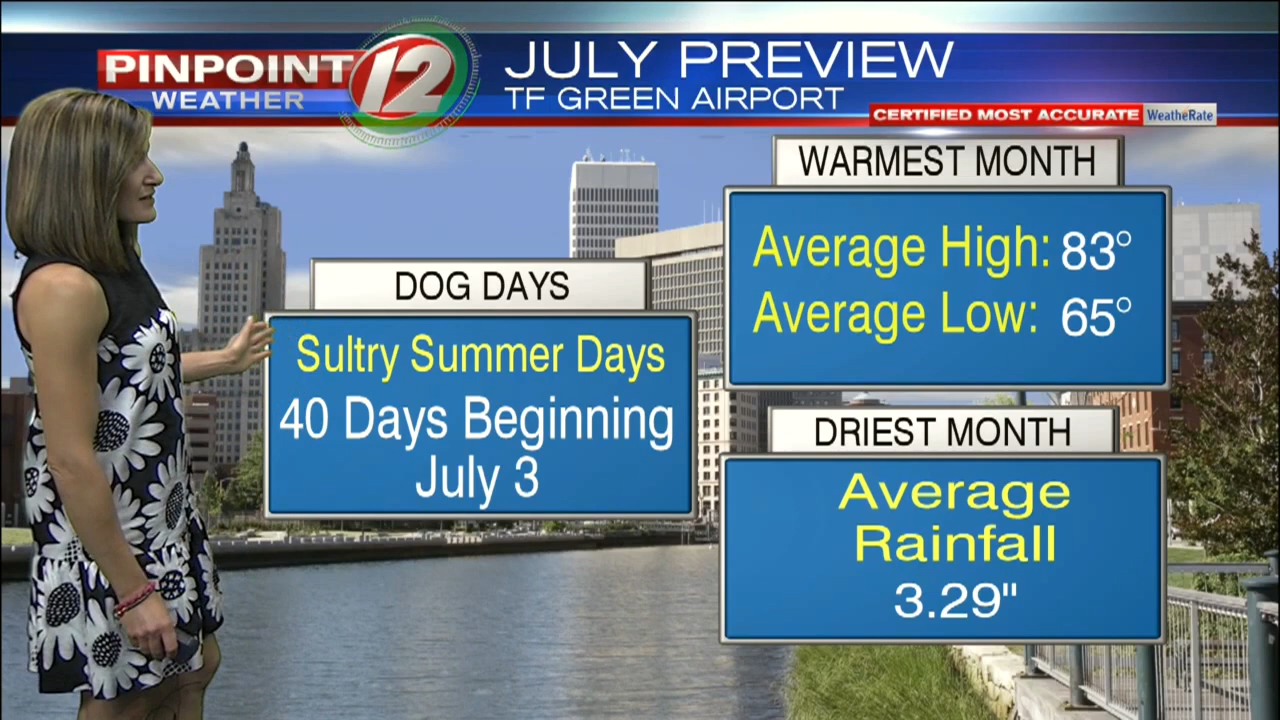 PINPOINT
WEATHER
12
JULY PREVIEW
TF GREEN AIRPORT
CERTIFIED MOST ACCURATE
WeatheRate
DOG DAYS
Sultry Summer Days
40 Days Beginning
July 3
WARMEST MONTH
Average High: 83°
Average Low: 65°
DRIEST MONTH
Average
Rainfall
3.29"